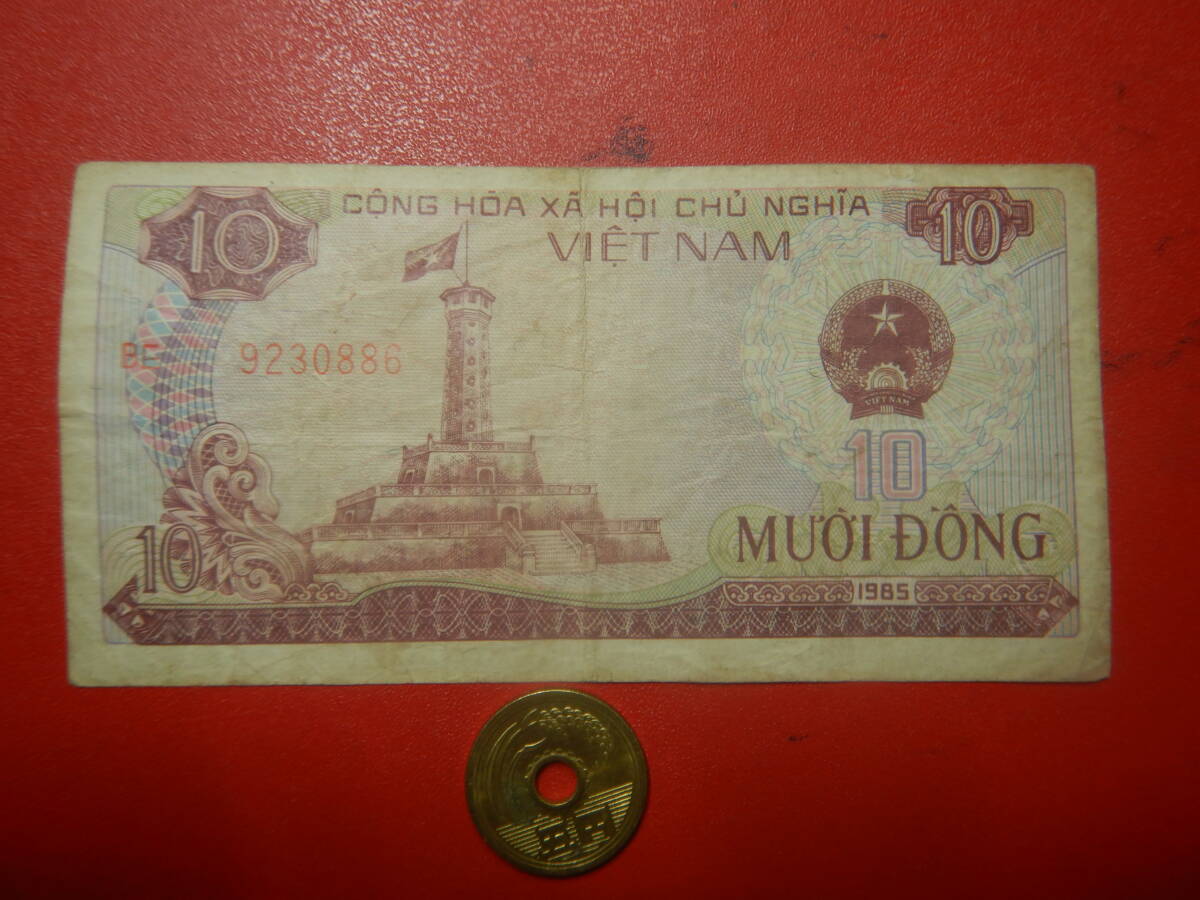 10 CỘNG HÒA XÃ HỘI CHỦ NGHĨA 10
VIỆT NAM
9230886
VIỆT NAM
10
10 MƯỜI ĐỒNG
1985
五円